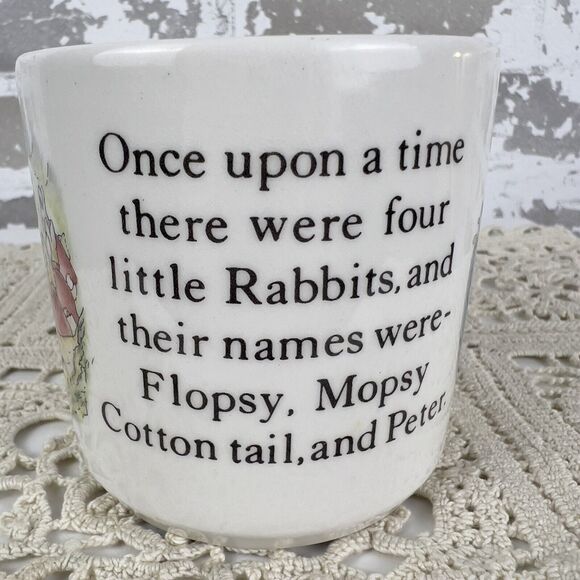 Once upon a time
there were four
little Rabbits, and
their names were-
Flopsy, Mopsy
Cotton tail, and Peter.